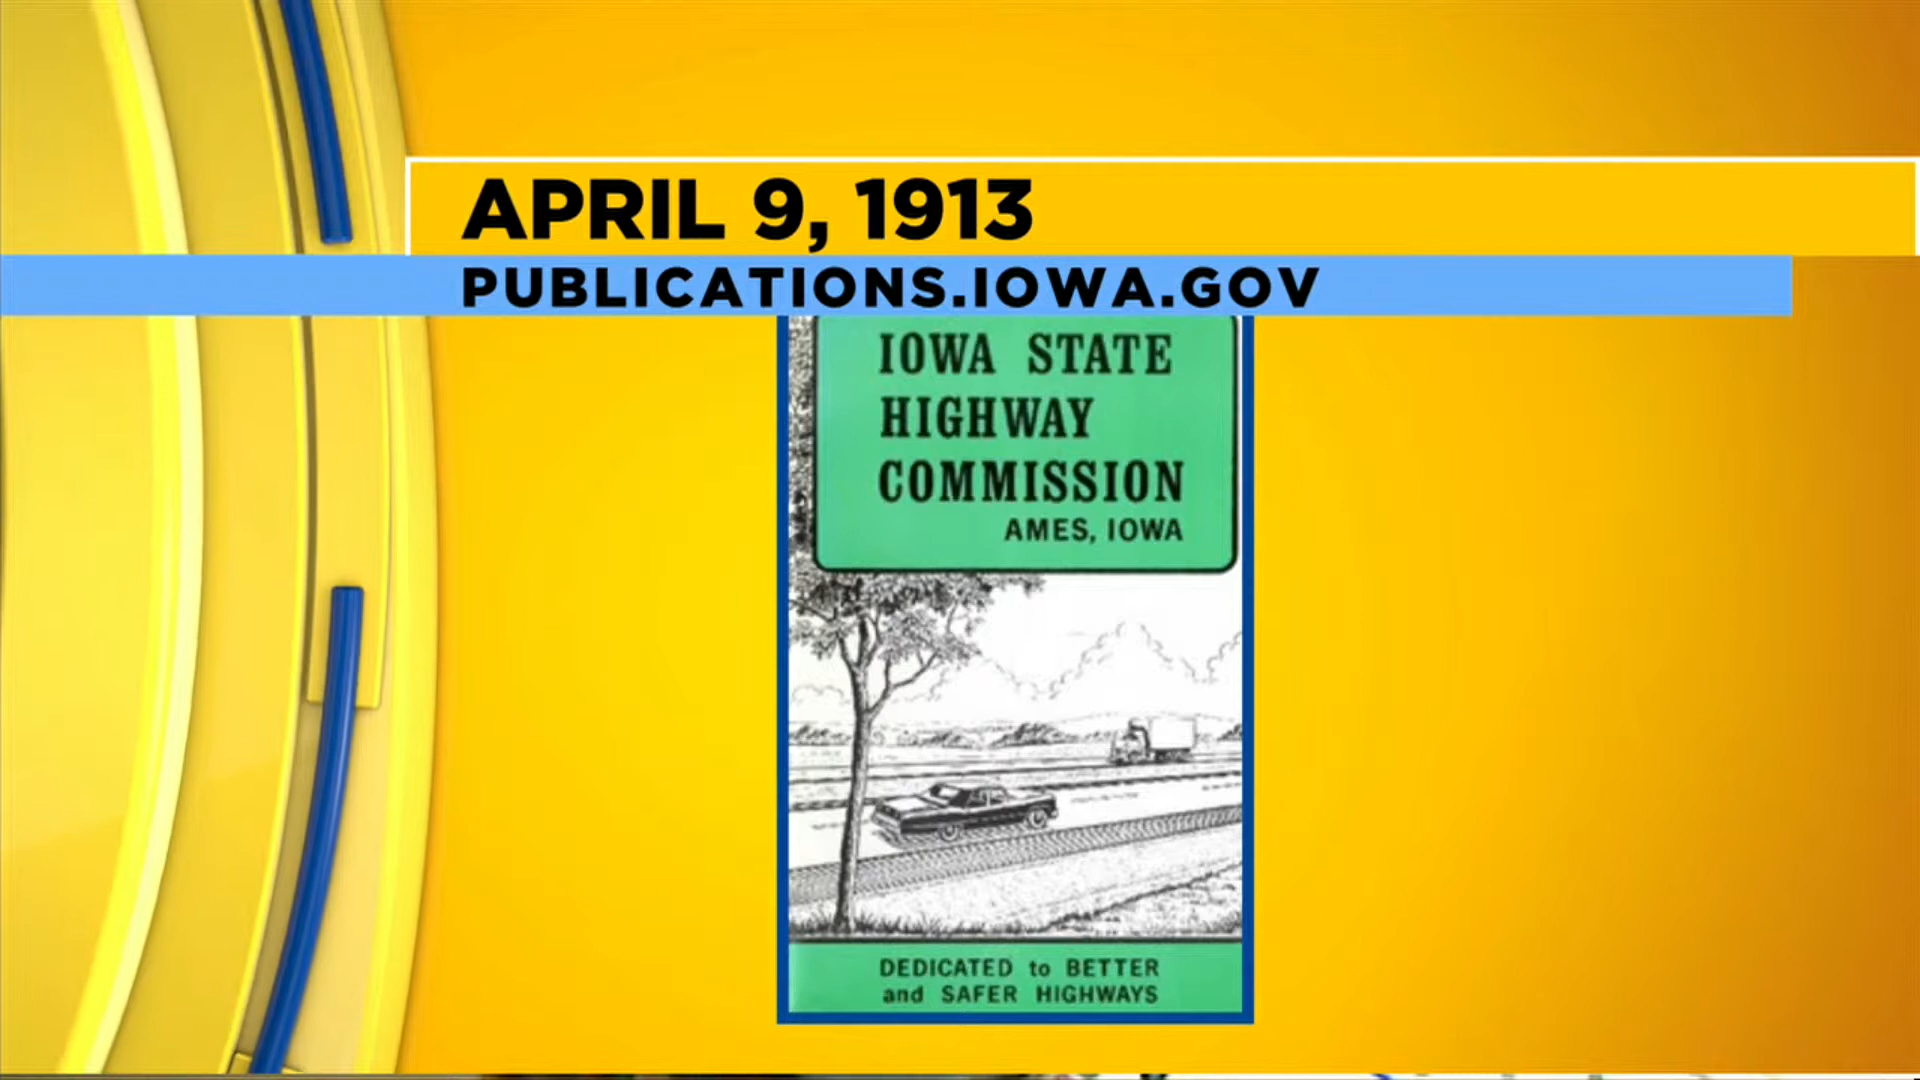 APRIL 9, 1913
PUBLICATIONS.IOWA.GOV
IOWA STATE
HIGHWAY
COMMISSION
AMES, IOWA
DEDICATED to BETTER
and SAFER HIGHWAYS